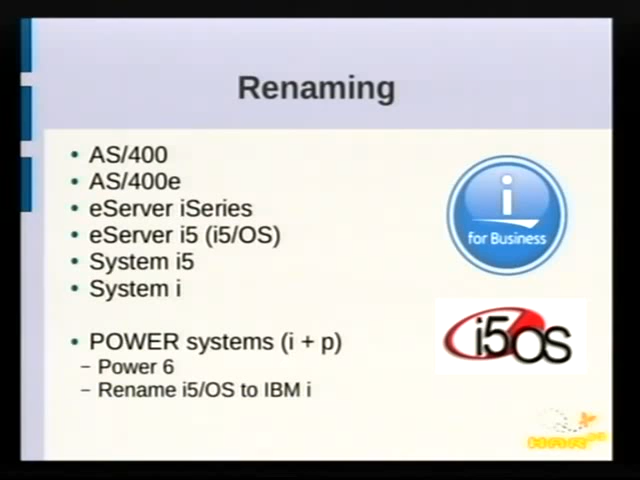 Renaming
• AS/400
• AS/400e
• eServer iSeries
• eServer i5 (i5/OS)
• System i5
• System i
• POWER systems (i + p)
– Power 6
– Rename i5/OS to IBM i
i
for Business
i5OS